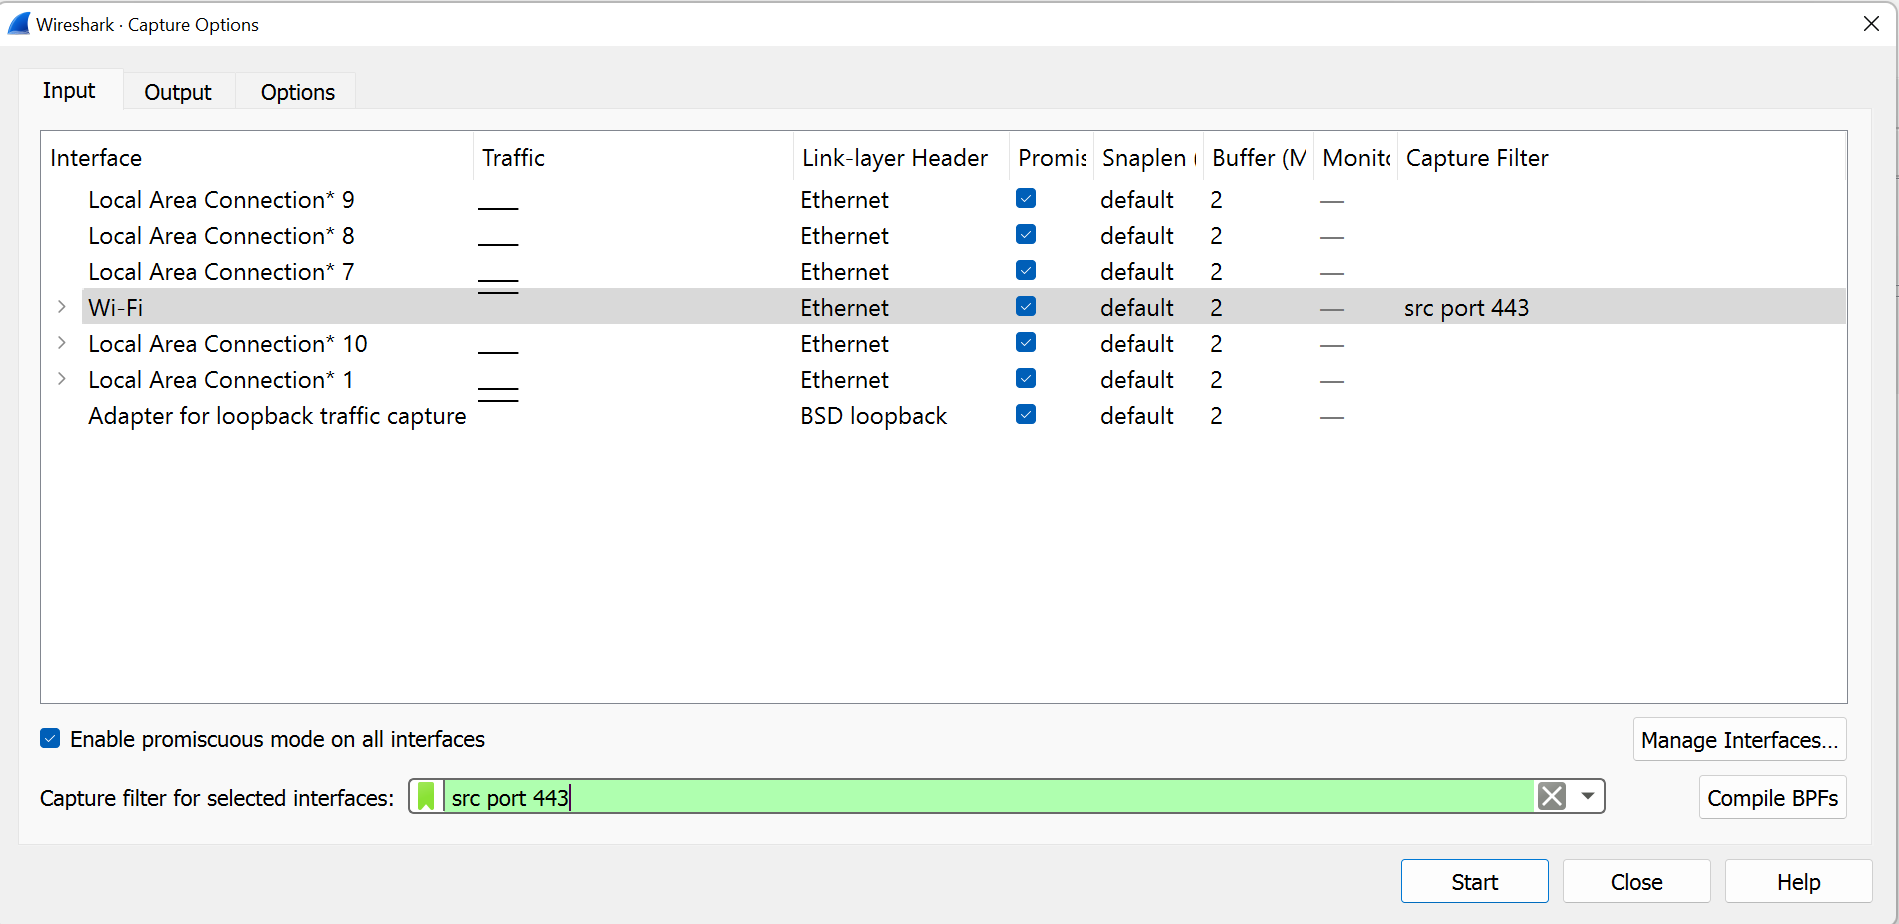 Wireshark · Capture Options
Input Output Options
Interface Traffic Link-layer Header Promis Snaplen ( Buffer (M Monitc Capture Filter
Local Area Connection* 9 Ethernet default 2 —
Local Area Connection* 8 Ethernet default 2 —
Local Area Connection* 7 Ethernet default 2 —
Wi-Fi Ethernet default 2 — src port 443
Local Area Connection* 10 Ethernet default 2 —
Local Area Connection* 1 Ethernet default 2 —
Adapter for loopback traffic capture BSD loopback default 2 —
Enable promiscuous mode on all interfaces Manage Interfaces...
Capture filter for selected interfaces: src port 443 Compile BPFs
Start Close Help